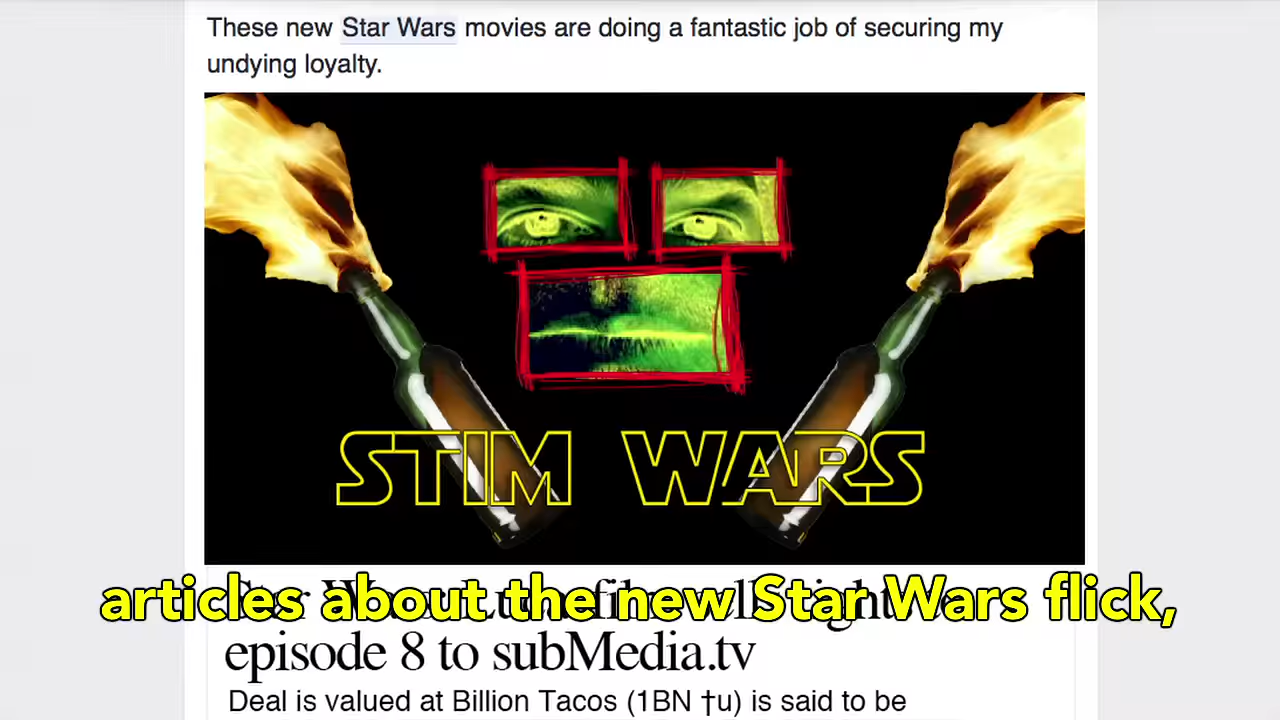 These new Star Wars movies are doing a fantastic job of securing my
undying loyalty.
STIM WARS
articles about the new Star Wars flick,
episode 8 to subMedia.tv
Deal is valued at Billion Tacos (1BN †u) is said to be